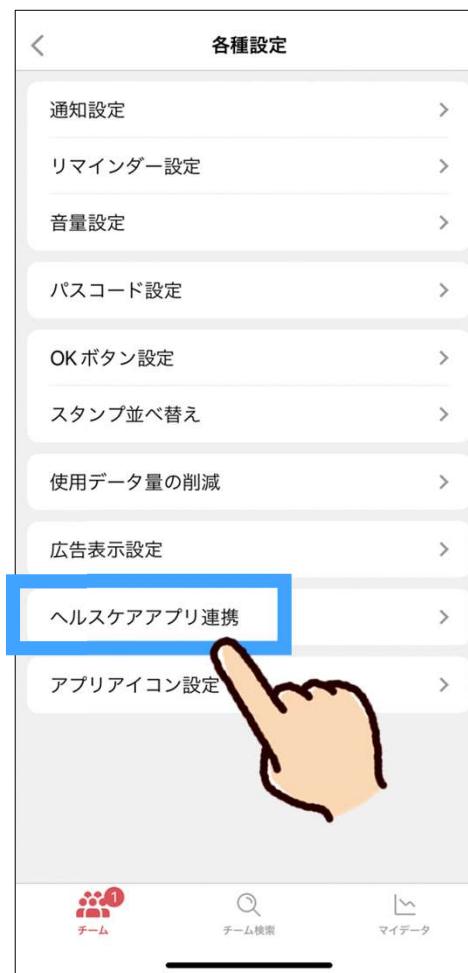 各種設定
通知設定
リマインダー設定
音量設定
パスコード設定
OKボタン設定
スタンプ並べ替え
使用データ量の削減
広告表示設定
ヘルスケアアプリ連携
アプリアイコン設定
1
チーム
チーム検索
マイデータ